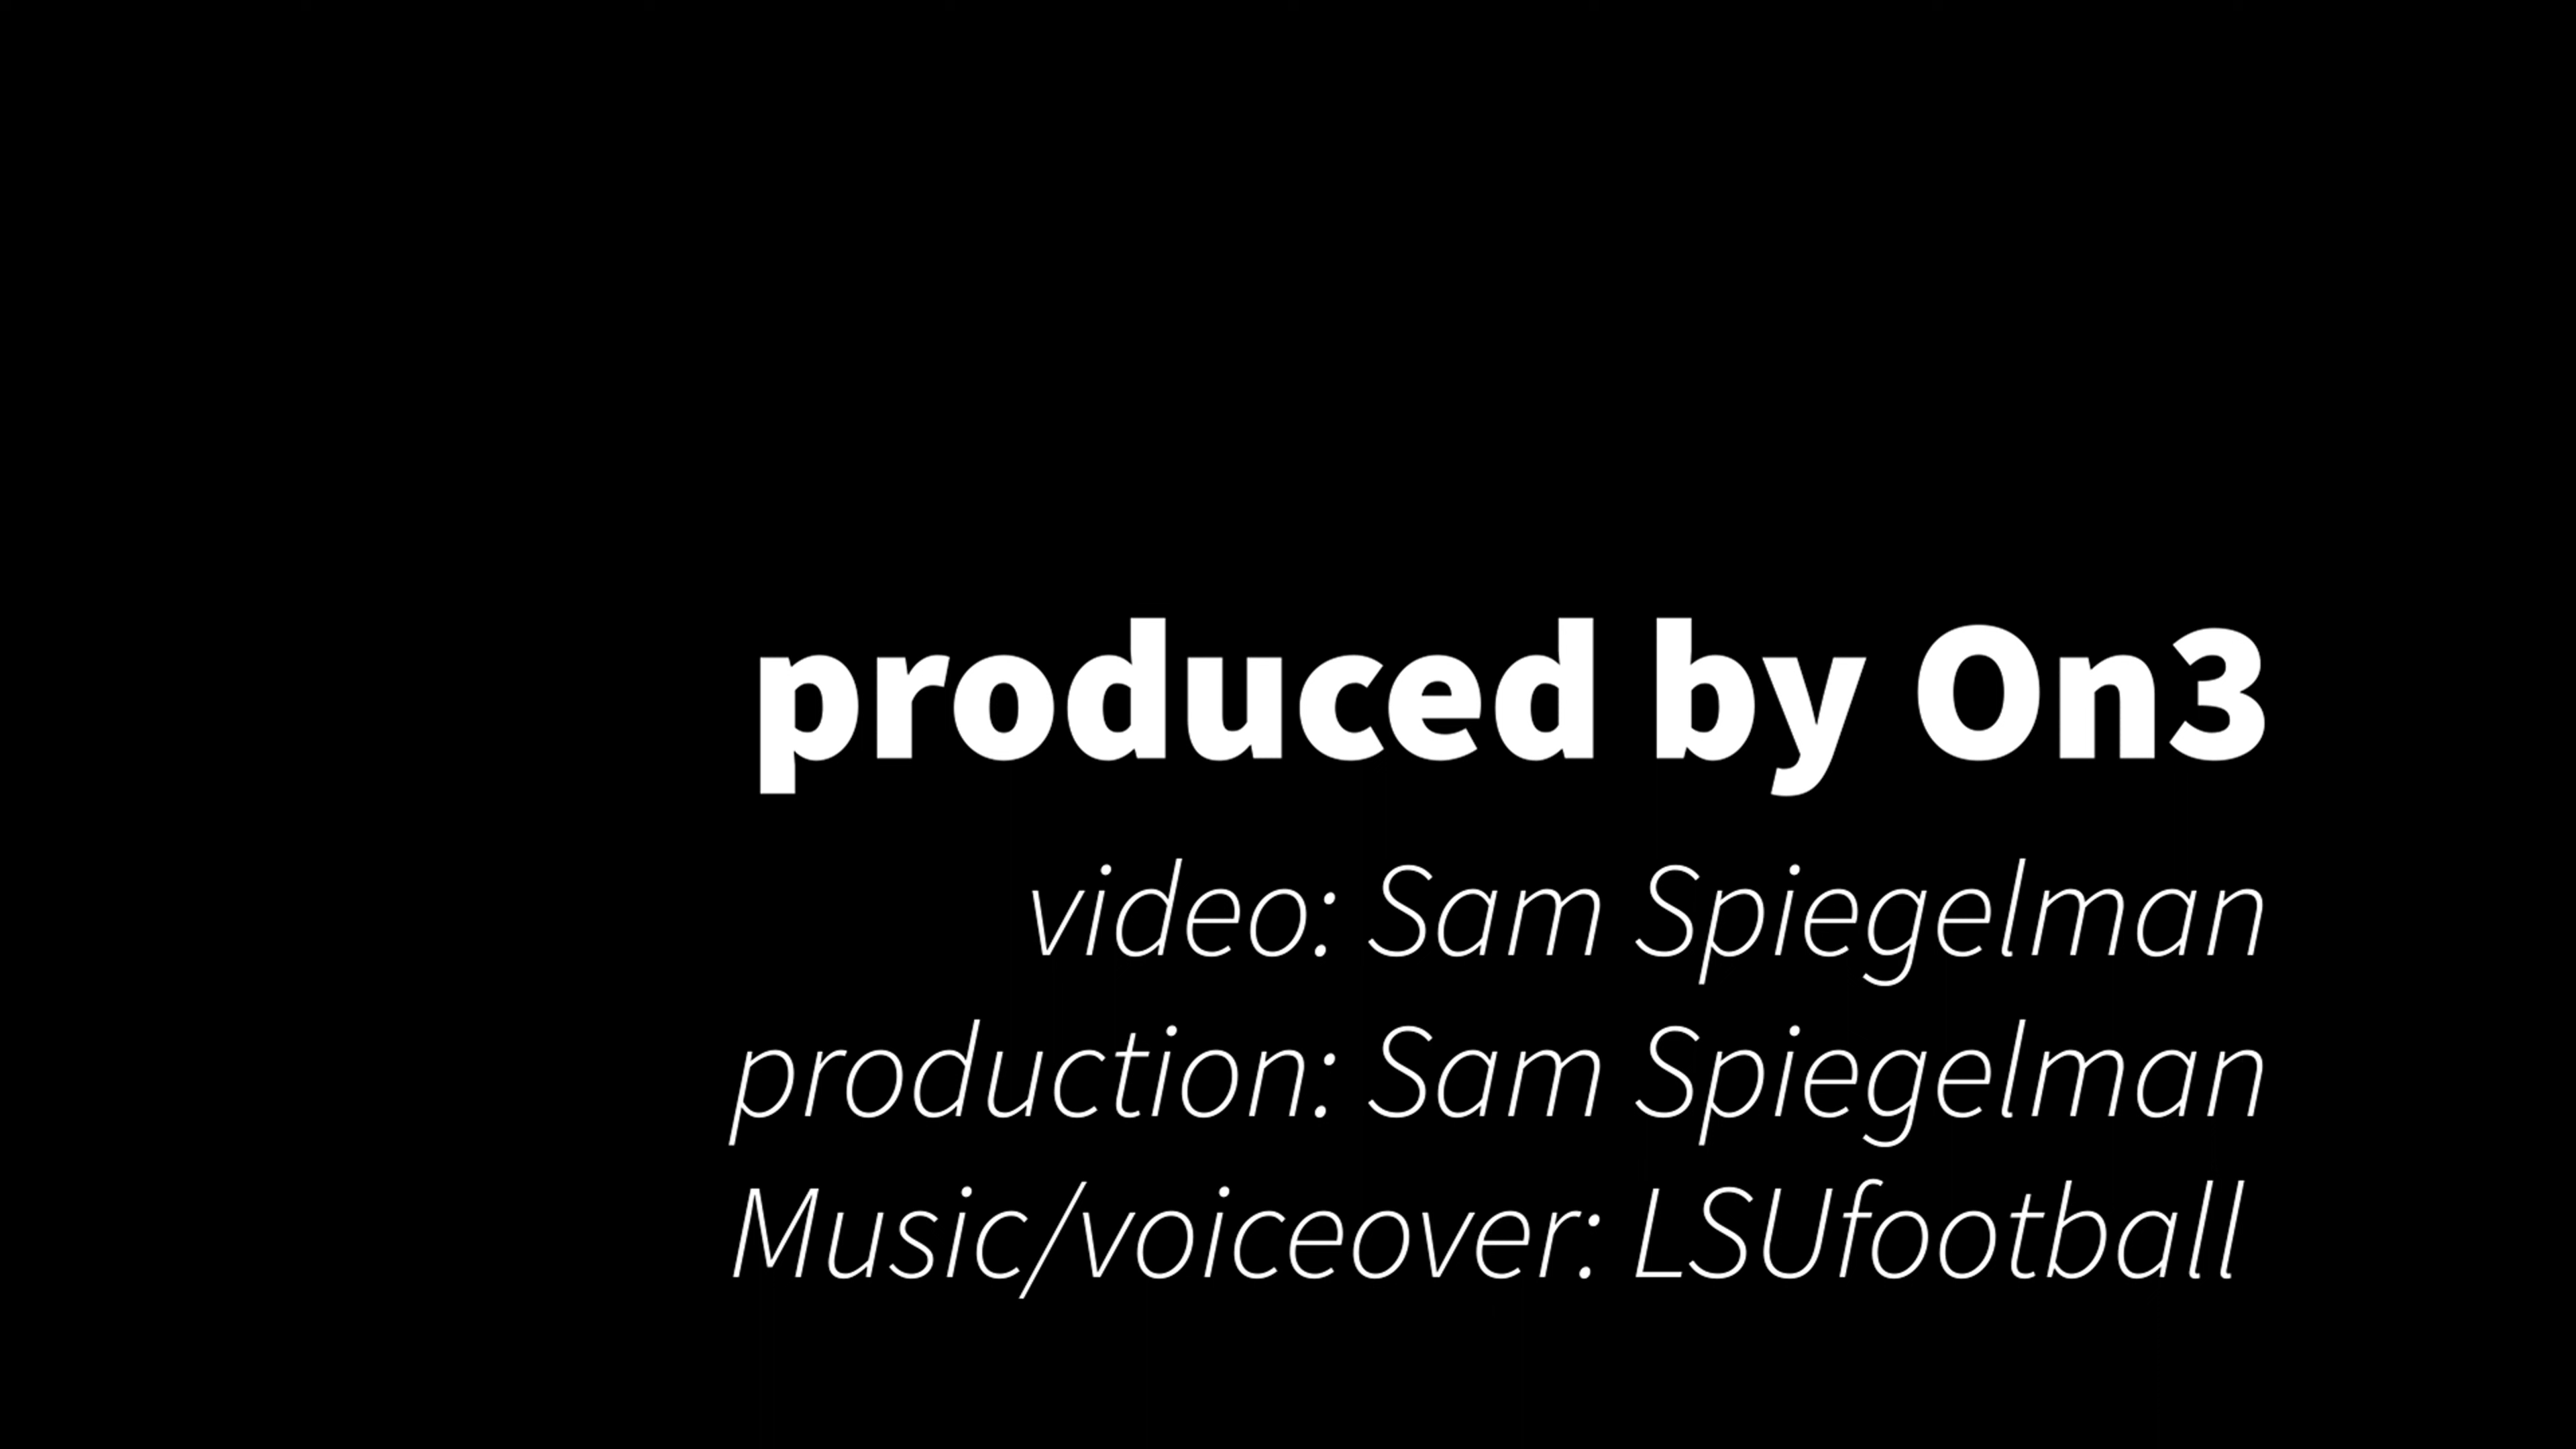 produced by On3
video: Sam Spiegelman
production: Sam Spiegelman
Music/voiceover: LSUfootball